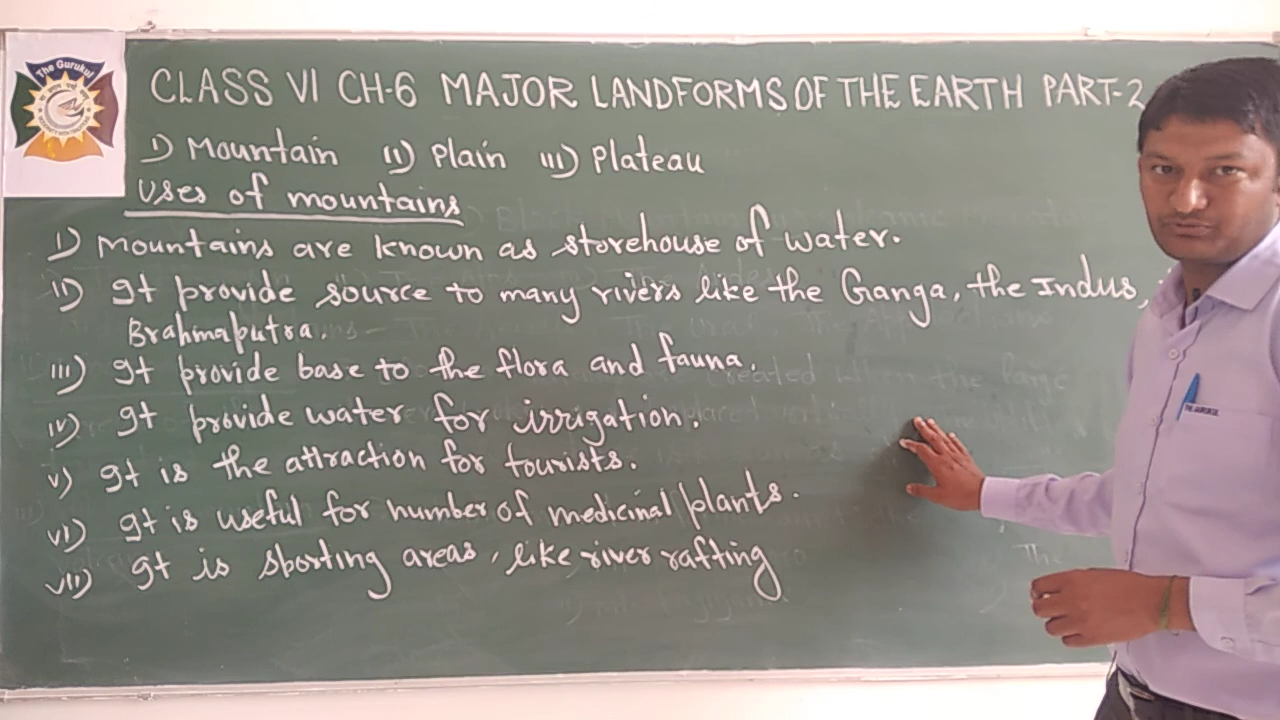 The Gurukul
CLASS VI CH-6 MAJOR LANDFORMS OF THE EARTH PART-2
I) Mountain II) Plain III) Plateau
Uses of mountains
I) Mountains are known as storehouse of water.
II) It provide source to many rivers like the Ganga, the Indus,
Brahmaputra.
III) It provide base to the flora and fauna.
IV) It provide water for irrigation.
V) It is the attraction for tourists.
VI) It is useful for number of medicinal plants.
VII) It is sporting areas, like river rafting
THE GURUKUL